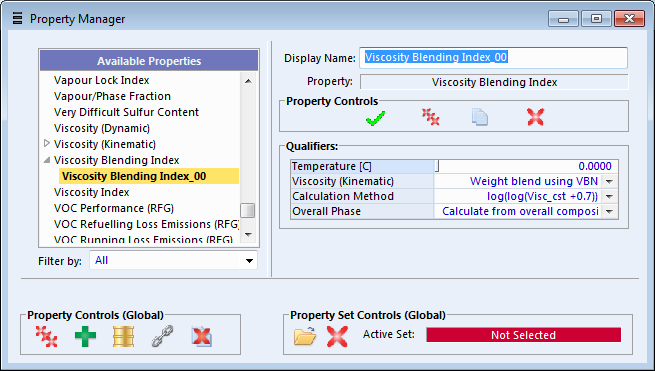 Property Manager
Available Properties
Vapour Lock Index
Vapour/Phase Fraction
Very Difficult Sulfur Content
Viscosity (Dynamic)
Viscosity (Kinematic)
Viscosity Blending Index
Viscosity Blending Index_00
Viscosity Index
VOC Performance (RFG)
VOC Refuelling Loss Emissions (RFG)
VOC Running Loss Emissions (RFG)
Filter by: All
Display Name: Viscosity Blending Index_00
Property: Viscosity Blending Index
Property Controls
Qualifiers:
Temperature [C] 0.0000
Viscosity (Kinematic) Weight blend using VBN
Calculation Method log(log(Visc_cst +0.7))
Overall Phase Calculate from overall composi
Property Controls (Global)
Property Set Controls (Global)
Active Set: Not Selected